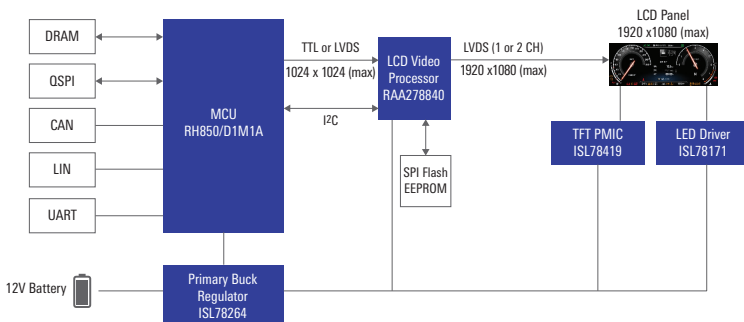 LCD Panel
1920 x1080 (max)
DRAM
QSPI
CAN
LIN
UART
MCU
RH850/D1M1A
TTL or LVDS
1024 x 1024 (max)
I²C
LCD Video
Processor
RAA278840
LVDS (1 or 2 CH)
1920 x1080 (max)
SPI Flash
EEPROM
TFT PMIC
ISL78419
LED Driver
ISL78171
12V Battery
Primary Buck
Regulator
ISL78264